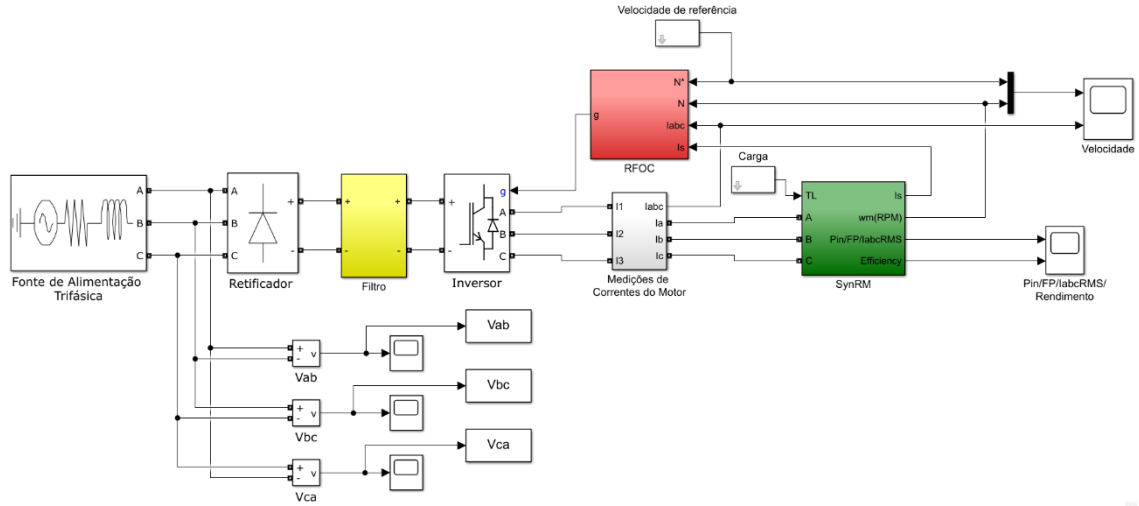 Velocidade de referência
N*
N
g
Iabc
Is
RFOC
Velocidade
Carga
A
B
C
Fonte de Alimentação
Trifásica
A
B
C
+
-
Retificador
+
-
+
-
Filtro
+
-
g
A
B
C
Inversor
I1
I2
I3
Iabc
Ia
Ib
Ic
Medições de
Correntes do Motor
TL
A
B
C
Is
wm(RPM)
Pin/FP/IabcRMS
Efficiency
SynRM
Pin/FP/IabcRMS/
Rendimento
+
-
v
Vab
Vab
+
-
v
Vbc
Vbc
+
-
v
Vca
Vca